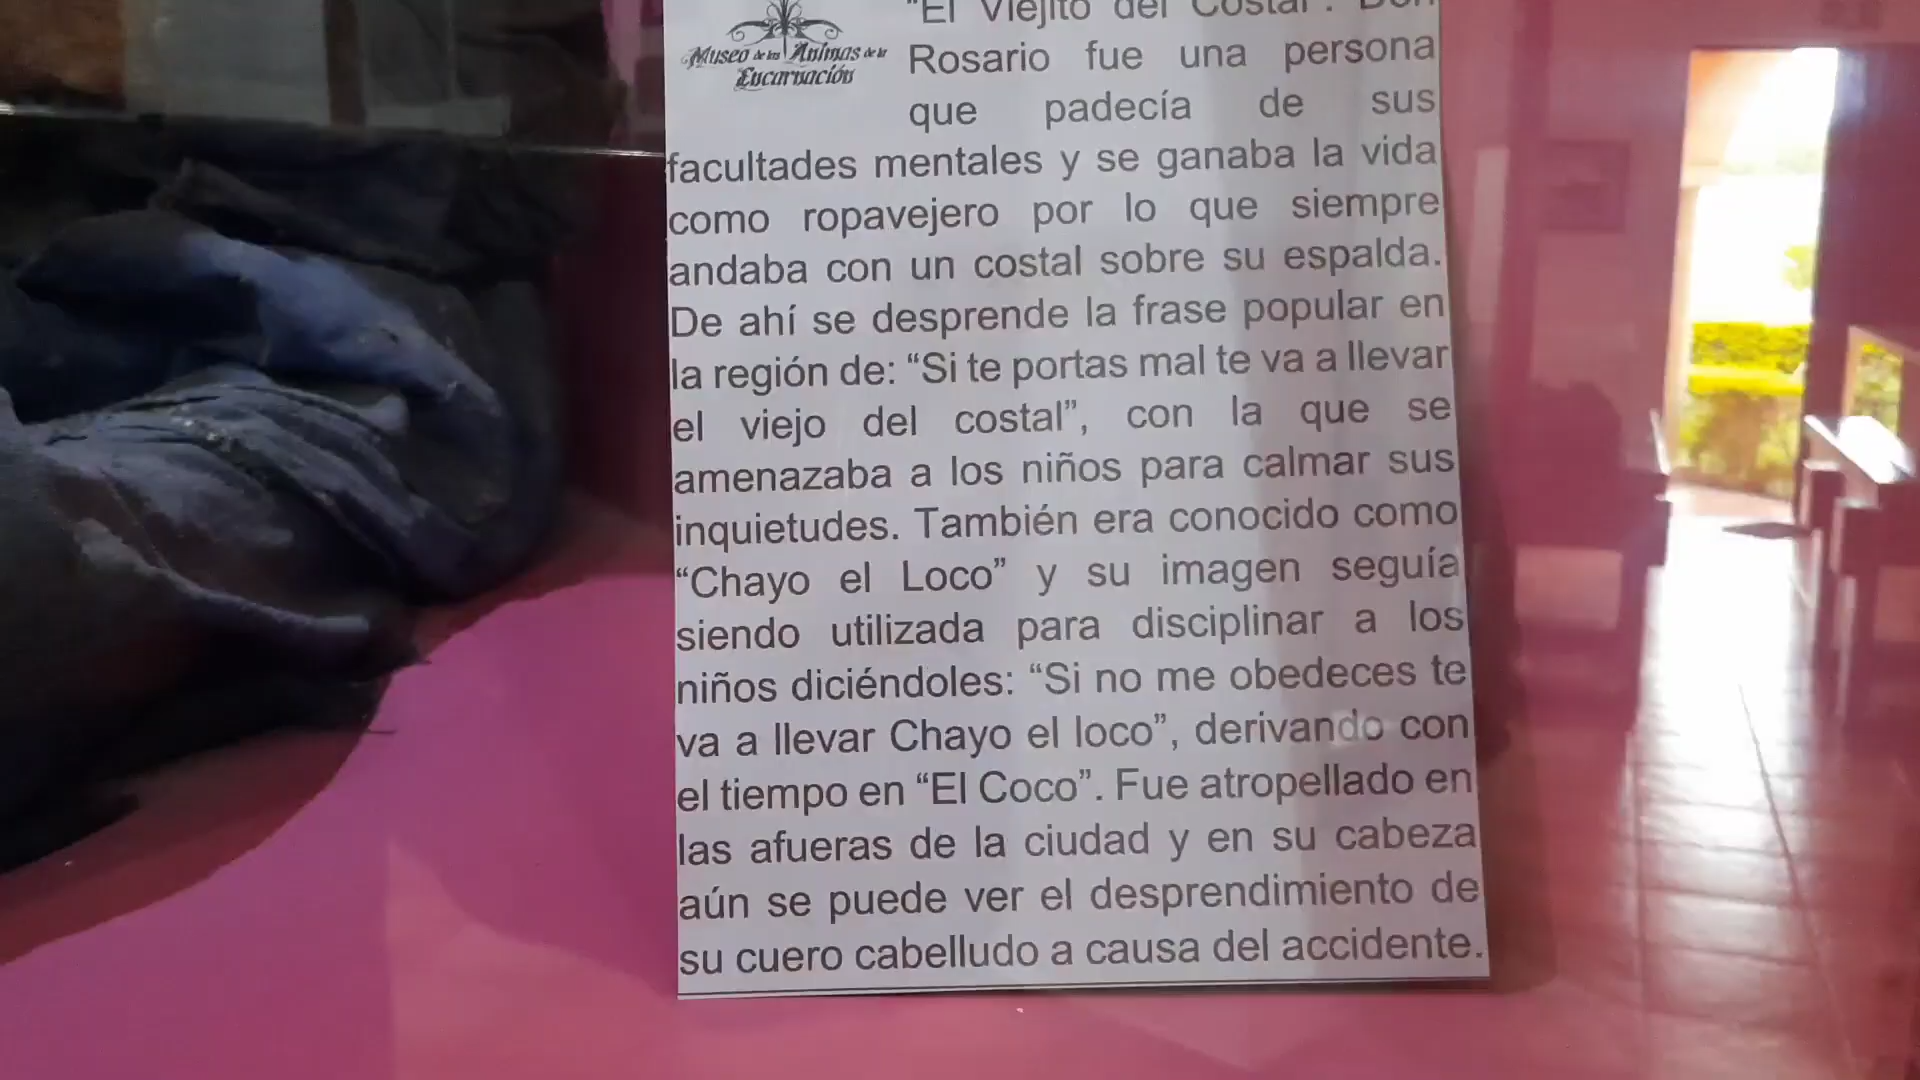 "El Viejito del Costal". Don
Museo de las Ánimas de la
Encarnación
Rosario fue una persona
que padecía de sus
facultades mentales y se ganaba la vida
como ropavejero por lo que siempre
andaba con un costal sobre su espalda.
De ahí se desprende la frase popular en
la región de: “Si te portas mal te va a llevar
el viejo del costal”, con la que se
amenazaba a los niños para calmar sus
inquietudes. También era conocido como
“Chayo el Loco” y su imagen seguía
siendo utilizada para disciplinar a los
niños diciéndoles: “Si no me obedeces te
va a llevar Chayo el loco”, derivando con
el tiempo en “El Coco”. Fue atropellado en
las afueras de la ciudad y en su cabeza
aún se puede ver el desprendimiento de
su cuero cabelludo a causa del accidente.